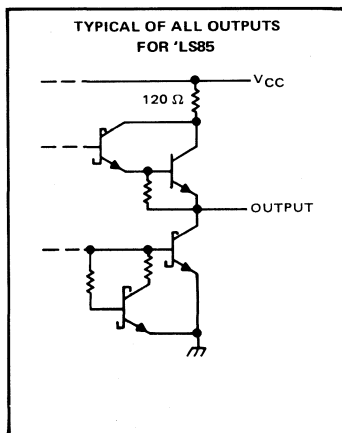 TYPICAL OF ALL OUTPUTS
FOR 'LS85
VCC
120 Ω
OUTPUT